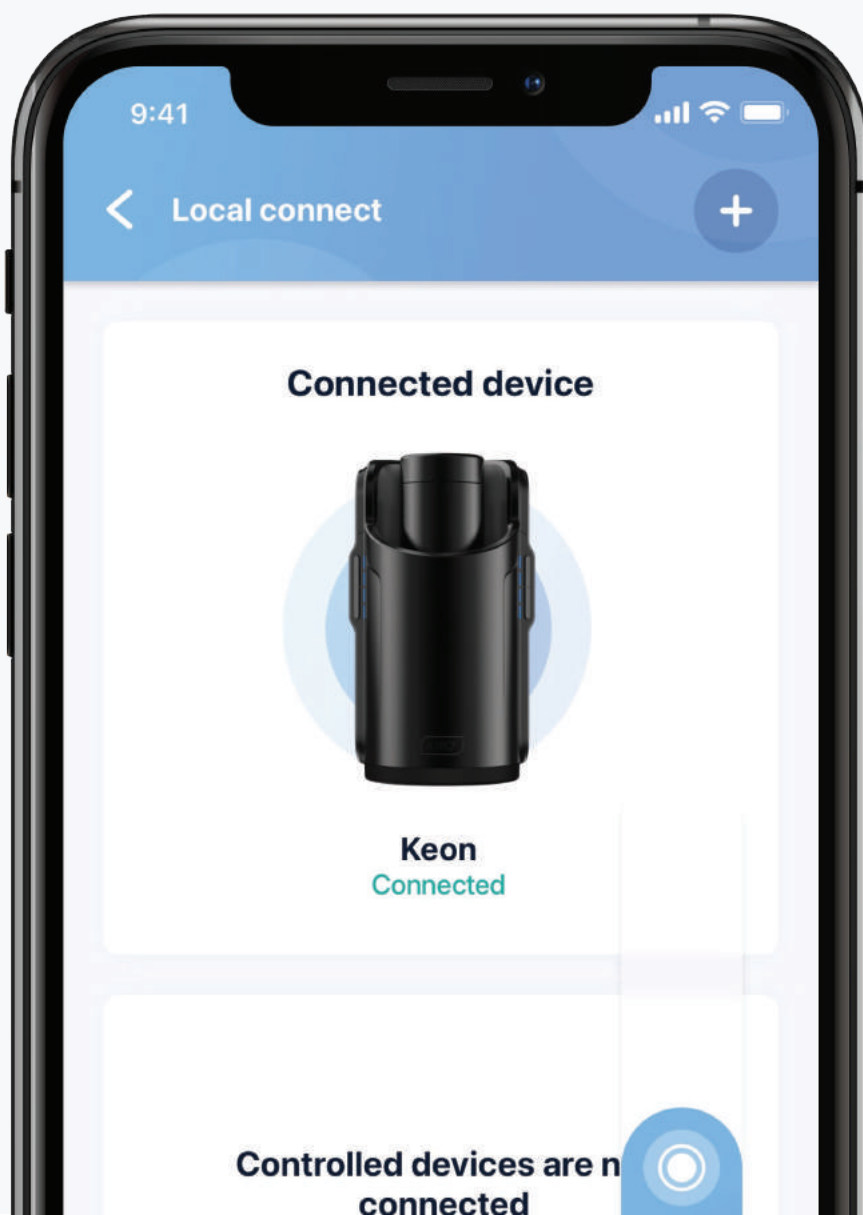 9:41
Local connect
Connected device
Keon
Connected
Controlled devices are n
connected